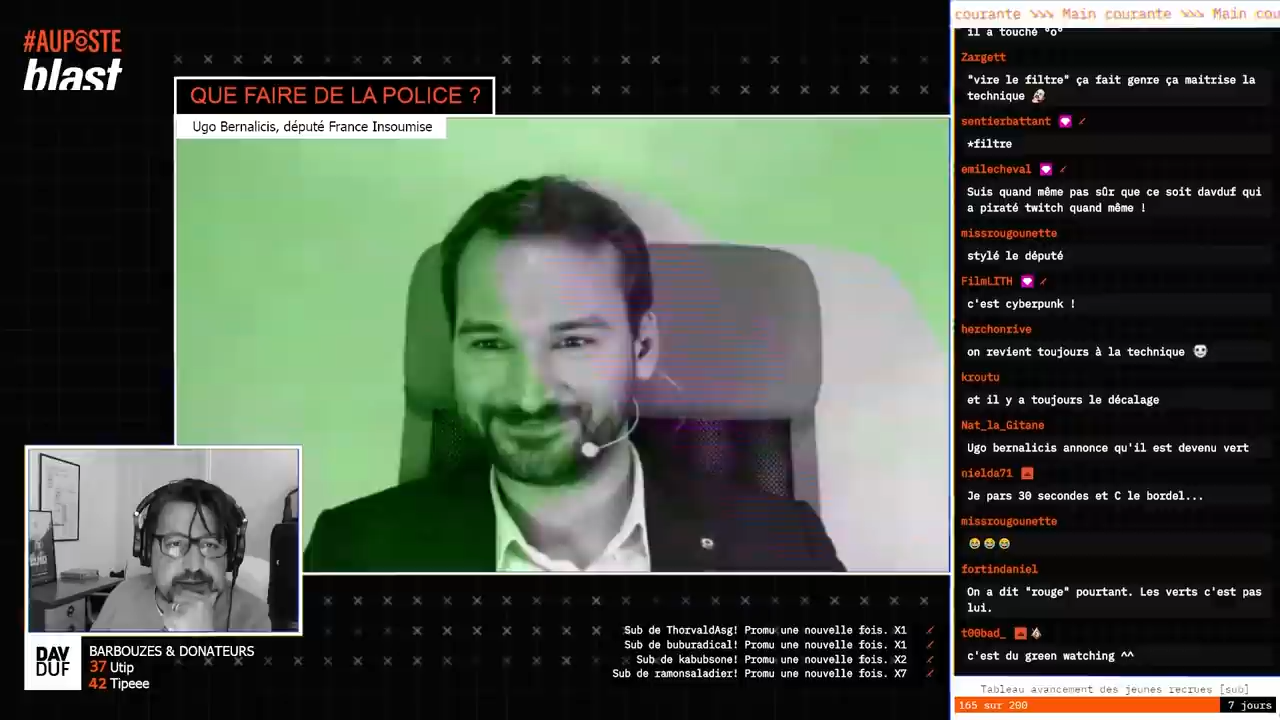 #AUPOSTE
blast
QUE FAIRE DE LA POLICE ?
Ugo Bernalicis, député France Insoumise
DAV
DUF
BARBOUZES & DONATEURS
37 Utip
42 Tipeee
Sub de ThorvaldAsg! Promu une nouvelle fois. X1
Sub de buburadical! Promu une nouvelle fois. X1
Sub de kabubsone! Promu une nouvelle fois. X2
Sub de ramonsaladier! Promu une nouvelle fois. X7
courante >>> Main courante >>> Main cou
il a touché °o°
Zargett
"vire le filtre" ça fait genre ça maitrise la
technique
sentierbattant
*filtre
emilecheval
Suis quand même pas sûr que ce soit davduf qui
a piraté twitch quand même !
missrougounette
stylé le député
FilmLITH
c'est cyberpunk !
herchonrive
on revient toujours à la technique
kroutu
et il y a toujours le décalage
Nat_la_Gitane
Ugo bernalicis annonce qu'il est devenu vert
nielda71
Je pars 30 secondes et C le bordel...
missrougounette
😂😂😂
fortindaniel
On a dit "rouge" pourtant. Les verts c'est pas
lui.
t00bad_
c'est du green watching ^^
Tableau avancement des jeunes recrues [sub]
165 sur 200
7 jours